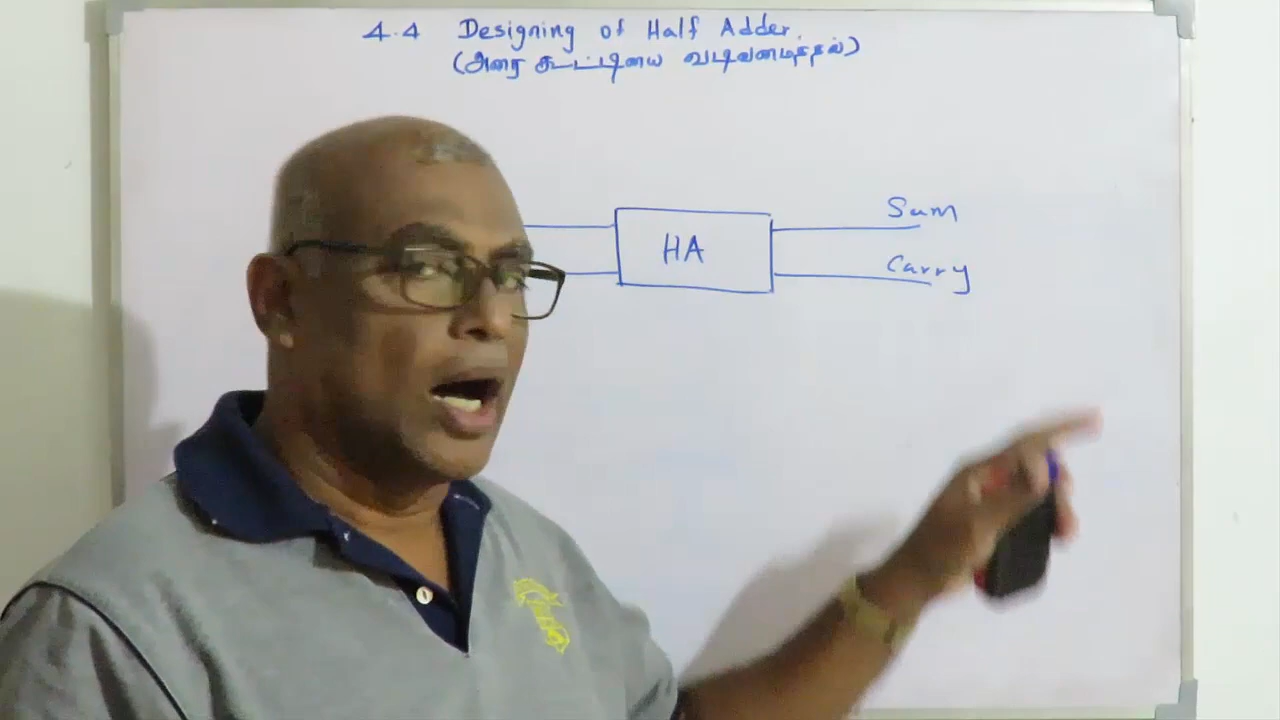 4.4 Designing of Half Adder.
(அரை கூட்டியை வடிவமைத்தல்)
Sum
HA
Carry